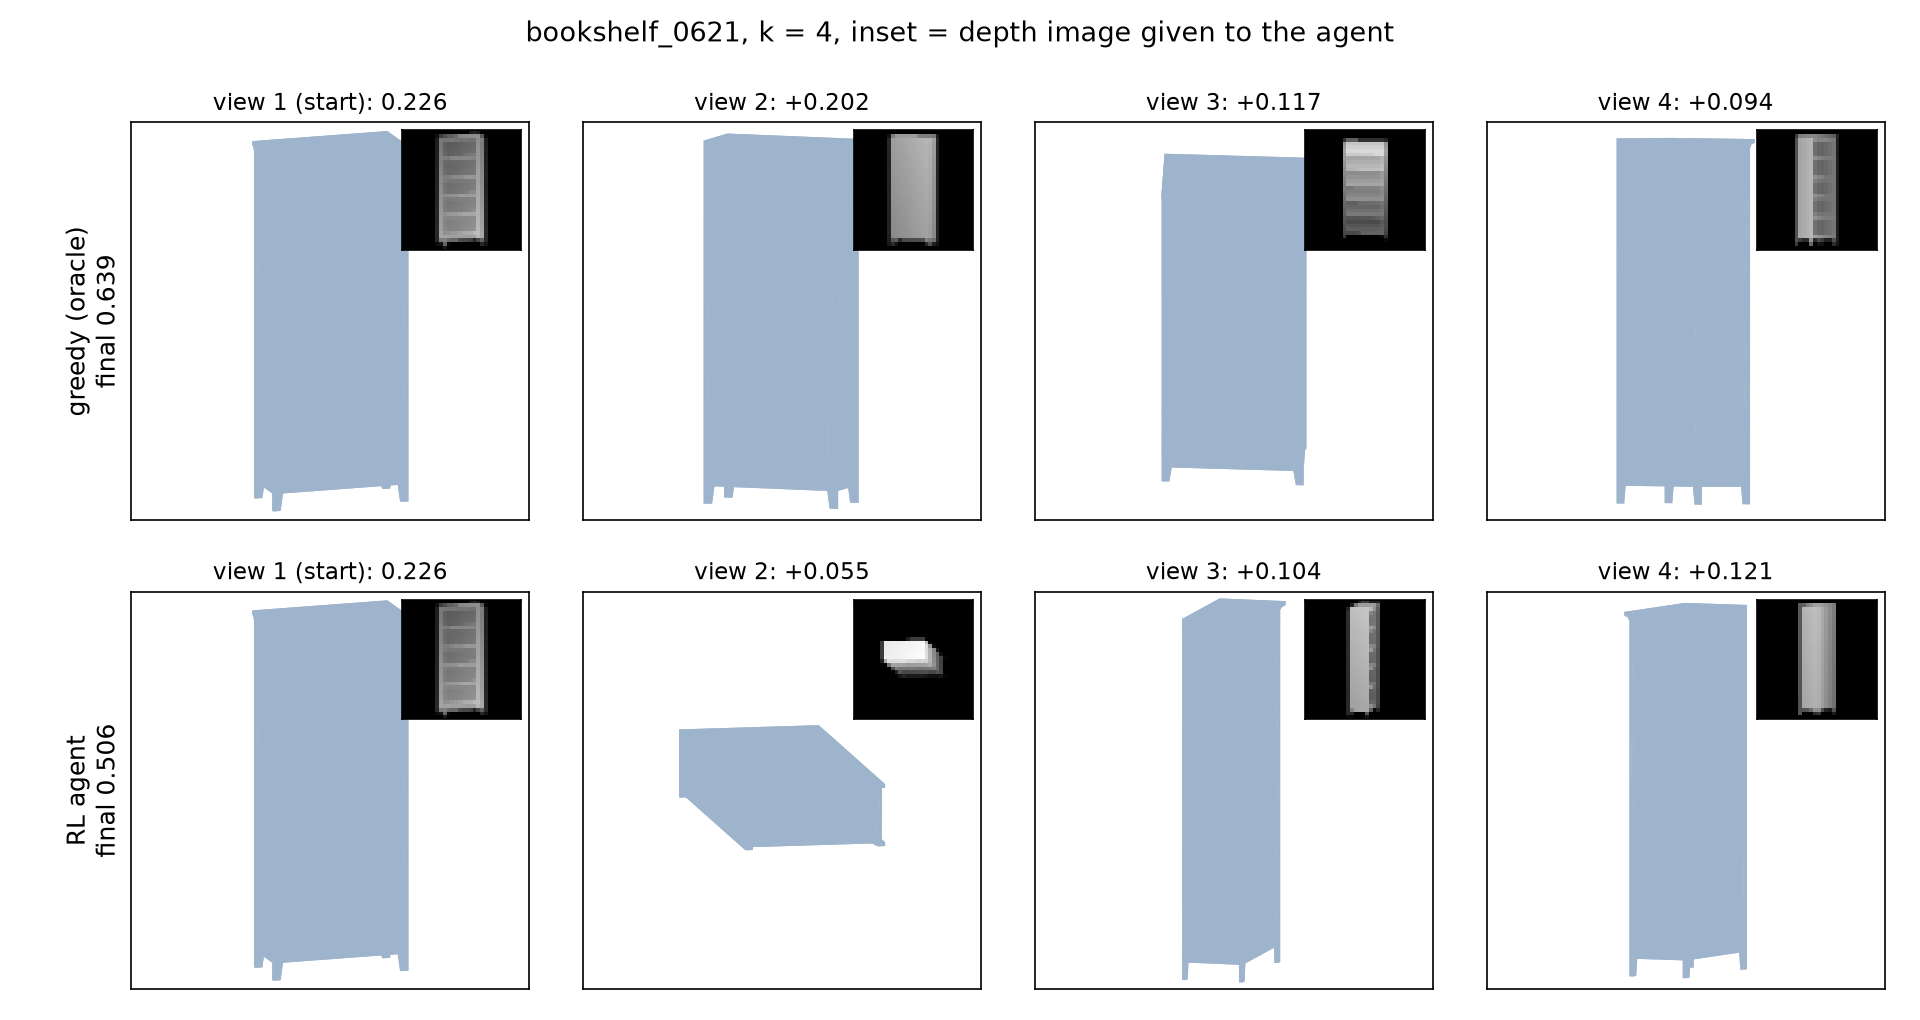 bookshelf_0621, k = 4, inset = depth image given to the agent
greedy (oracle)
final 0.639
view 1 (start): 0.226
view 2: +0.202
view 3: +0.117
view 4: +0.094
RL agent
final 0.506
view 1 (start): 0.226
view 2: +0.055
view 3: +0.104
view 4: +0.121